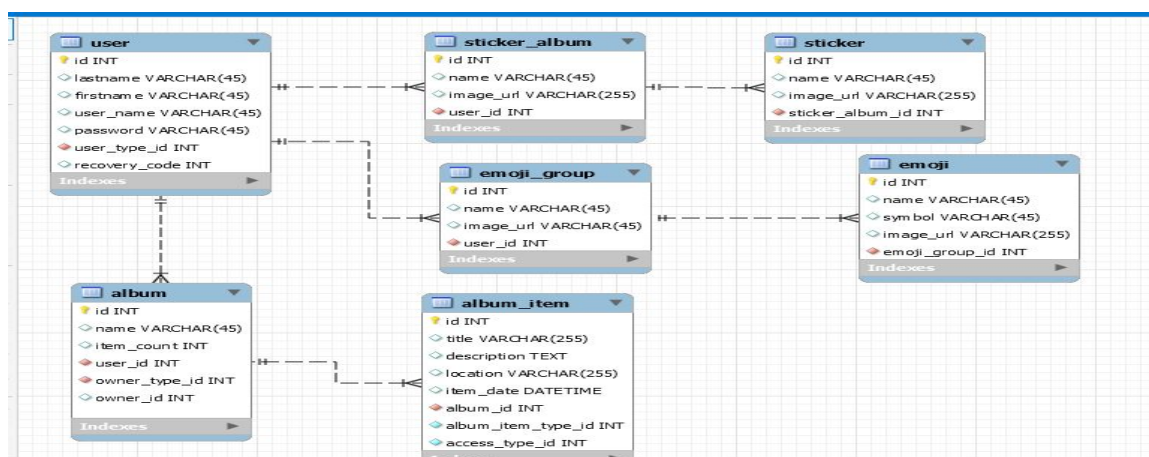 user
id INT
lastname VARCHAR(45)
firstname VARCHAR(45)
user_name VARCHAR(45)
password VARCHAR(45)
user_type_id INT
recovery_code INT
Indexes
sticker_album
id INT
name VARCHAR(45)
image_url VARCHAR(255)
user_id INT
Indexes
sticker
id INT
name VARCHAR(45)
image_url VARCHAR(255)
sticker_album_id INT
Indexes
emoji_group
id INT
name VARCHAR(45)
image_url VARCHAR(45)
user_id INT
Indexes
emoji
id INT
name VARCHAR(45)
symbol VARCHAR(45)
image_url VARCHAR(255)
emoji_group_id INT
Indexes
album
id INT
name VARCHAR(45)
item_count INT
user_id INT
owner_type_id INT
owner_id INT
Indexes
album_item
id INT
title VARCHAR(255)
description TEXT
location VARCHAR(255)
item_date DATETIME
album_id INT
album_item_type_id INT
access_type_id INT